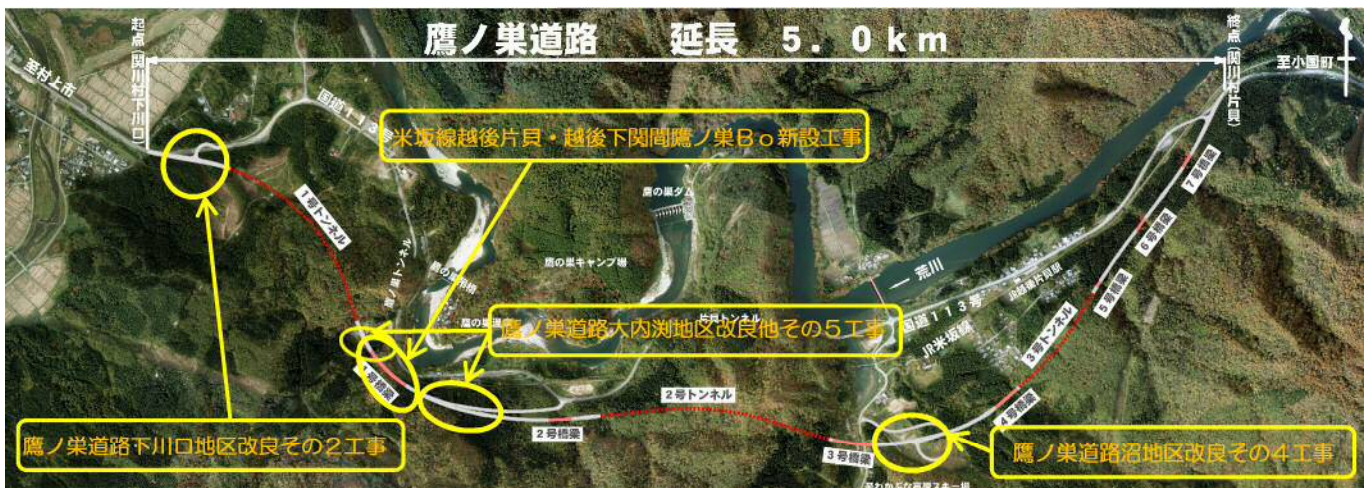 鷹ノ巣道路　延長 5．0km
起点(関川村下川口)
終点(関川村片貝)
至村上市
至小国町
国道113号
米坂線越後片貝・越後下関間鷹ノ巣Bo新設工事
1号トンネル
鷹の巣ダム
鷹の巣キャンプ場
荒川
国道113号
JR米坂線
7号橋梁
6号橋梁
5号橋梁
3号トンネル
4号橋梁
鷹ノ巣道路大内渕地区改良他その5工事
片貝トンネル
1号橋梁
2号橋梁
2号トンネル
3号橋梁
鷹ノ巣道路下川口地区改良その2工事
鷹ノ巣道路沼地区改良その4工事